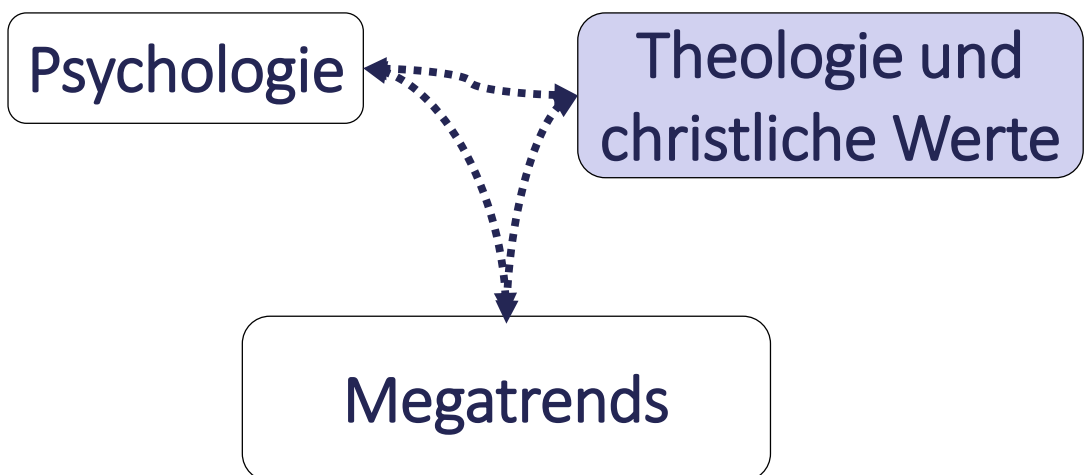 Psychologie
Theologie und
christliche Werte
Megatrends